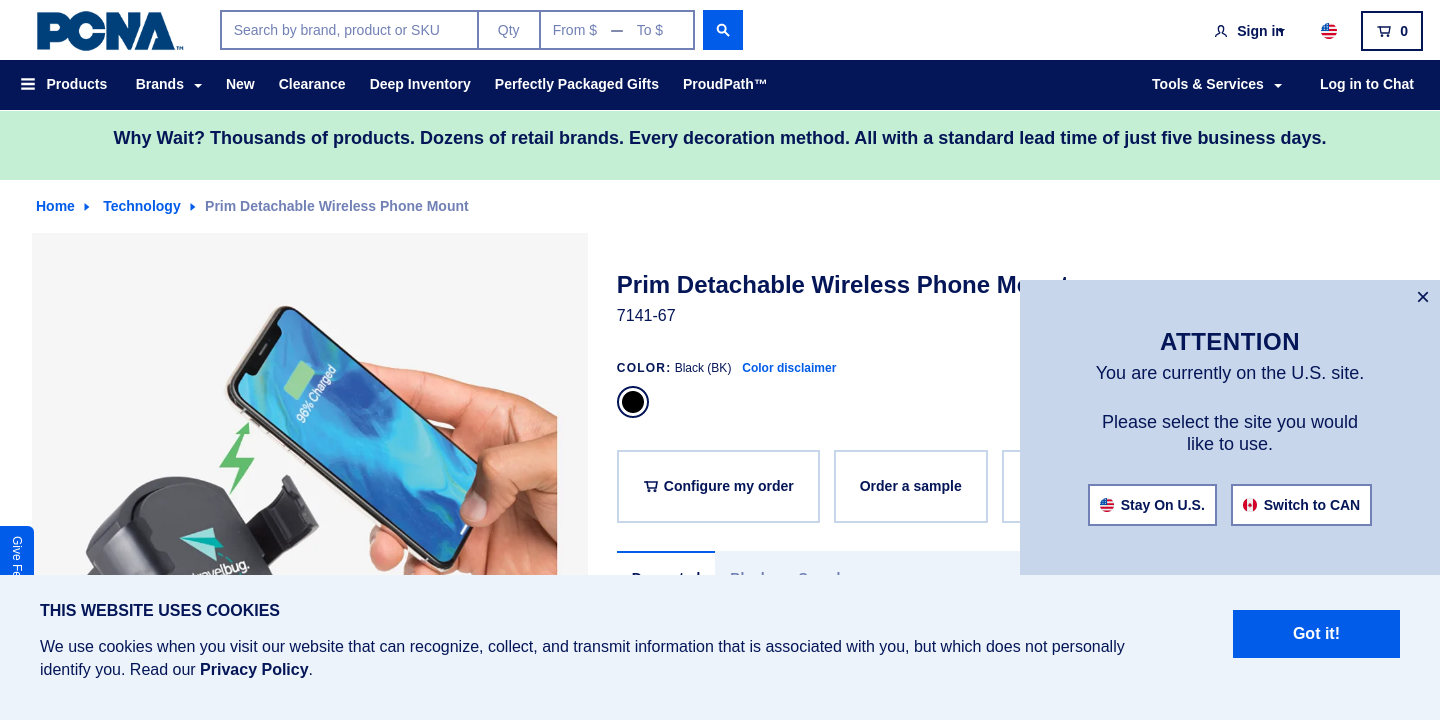 PCNA™
Search by brand, product or SKU
Qty
From $ — To $
Sign in
0
Products
Brands
New
Clearance
Deep Inventory
Perfectly Packaged Gifts
ProudPath™
Tools & Services
Log in to Chat
Why Wait? Thousands of products. Dozens of retail brands. Every decoration method. All with a standard lead time of just five business days.
Home
Technology
Prim Detachable Wireless Phone Mount
96% Charged
travelbug.
Prim Detachable Wireless Phone Mount
7141-67
COLOR: Black (BK) Color disclaimer
Configure my order
Order a sample
×
ATTENTION
You are currently on the U.S. site.
Please select the site you would
like to use.
Stay On U.S.
Switch to CAN
Give
THIS WEBSITE USES COOKIES
We use cookies when you visit our website that can recognize, collect, and transmit information that is associated with you, but which does not personally
identify you. Read our Privacy Policy.
Got it!